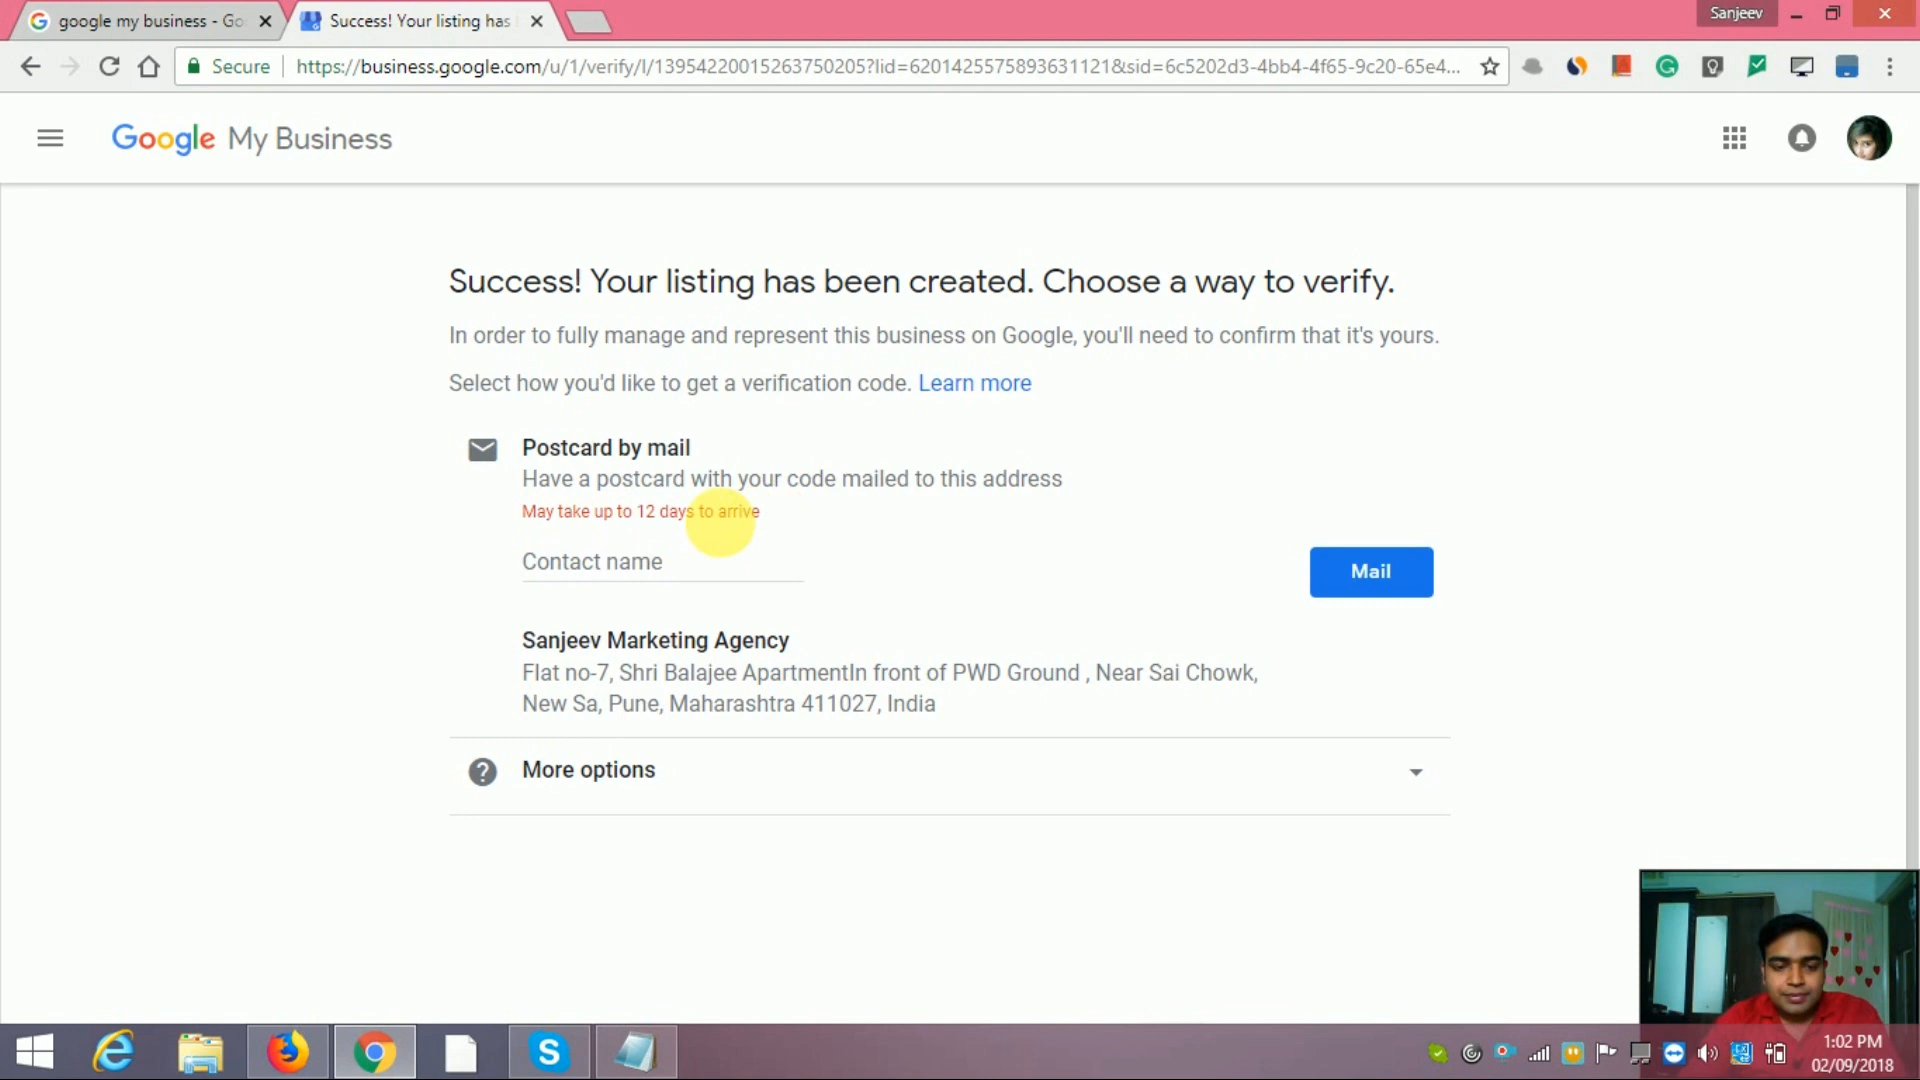 google my business - Go
Success! Your listing has
Sanjeev
Secure
https://business.google.com/u/1/verify/l/13954220015263750205?lid=6201425575893631121&sid=6c5202d3-4bb4-4f65-9c20-65e4...
Google My Business
Success! Your listing has been created. Choose a way to verify.
In order to fully manage and represent this business on Google, you'll need to confirm that it's yours.
Select how you'd like to get a verification code. Learn more
Postcard by mail
Have a postcard with your code mailed to this address
May take up to 12 days to arrive
Contact name
Mail
Sanjeev Marketing Agency
Flat no-7, Shri Balajee ApartmentIn front of PWD Ground , Near Sai Chowk,
New Sa, Pune, Maharashtra 411027, India
More options
1:02 PM
02/09/2018